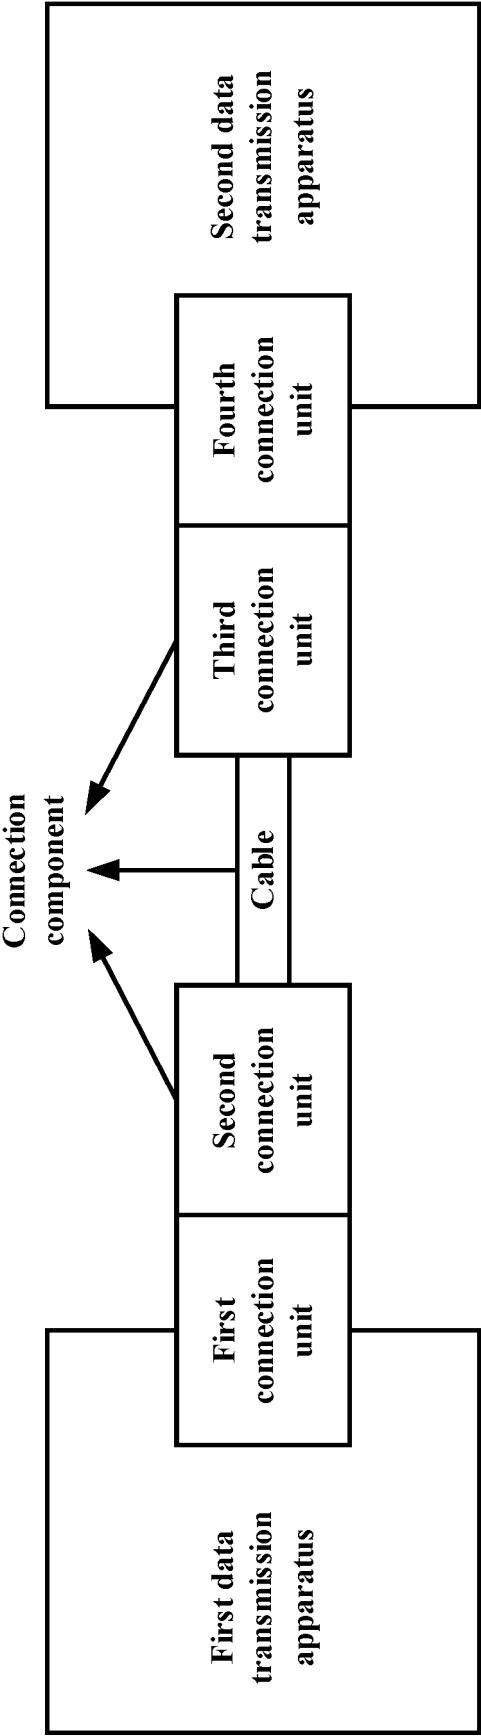 Connection
component
First data
transmission
apparatus
First
connection
unit
Second
connection
unit
Cable
Third
connection
unit
Fourth
connection
unit
Second data
transmission
apparatus